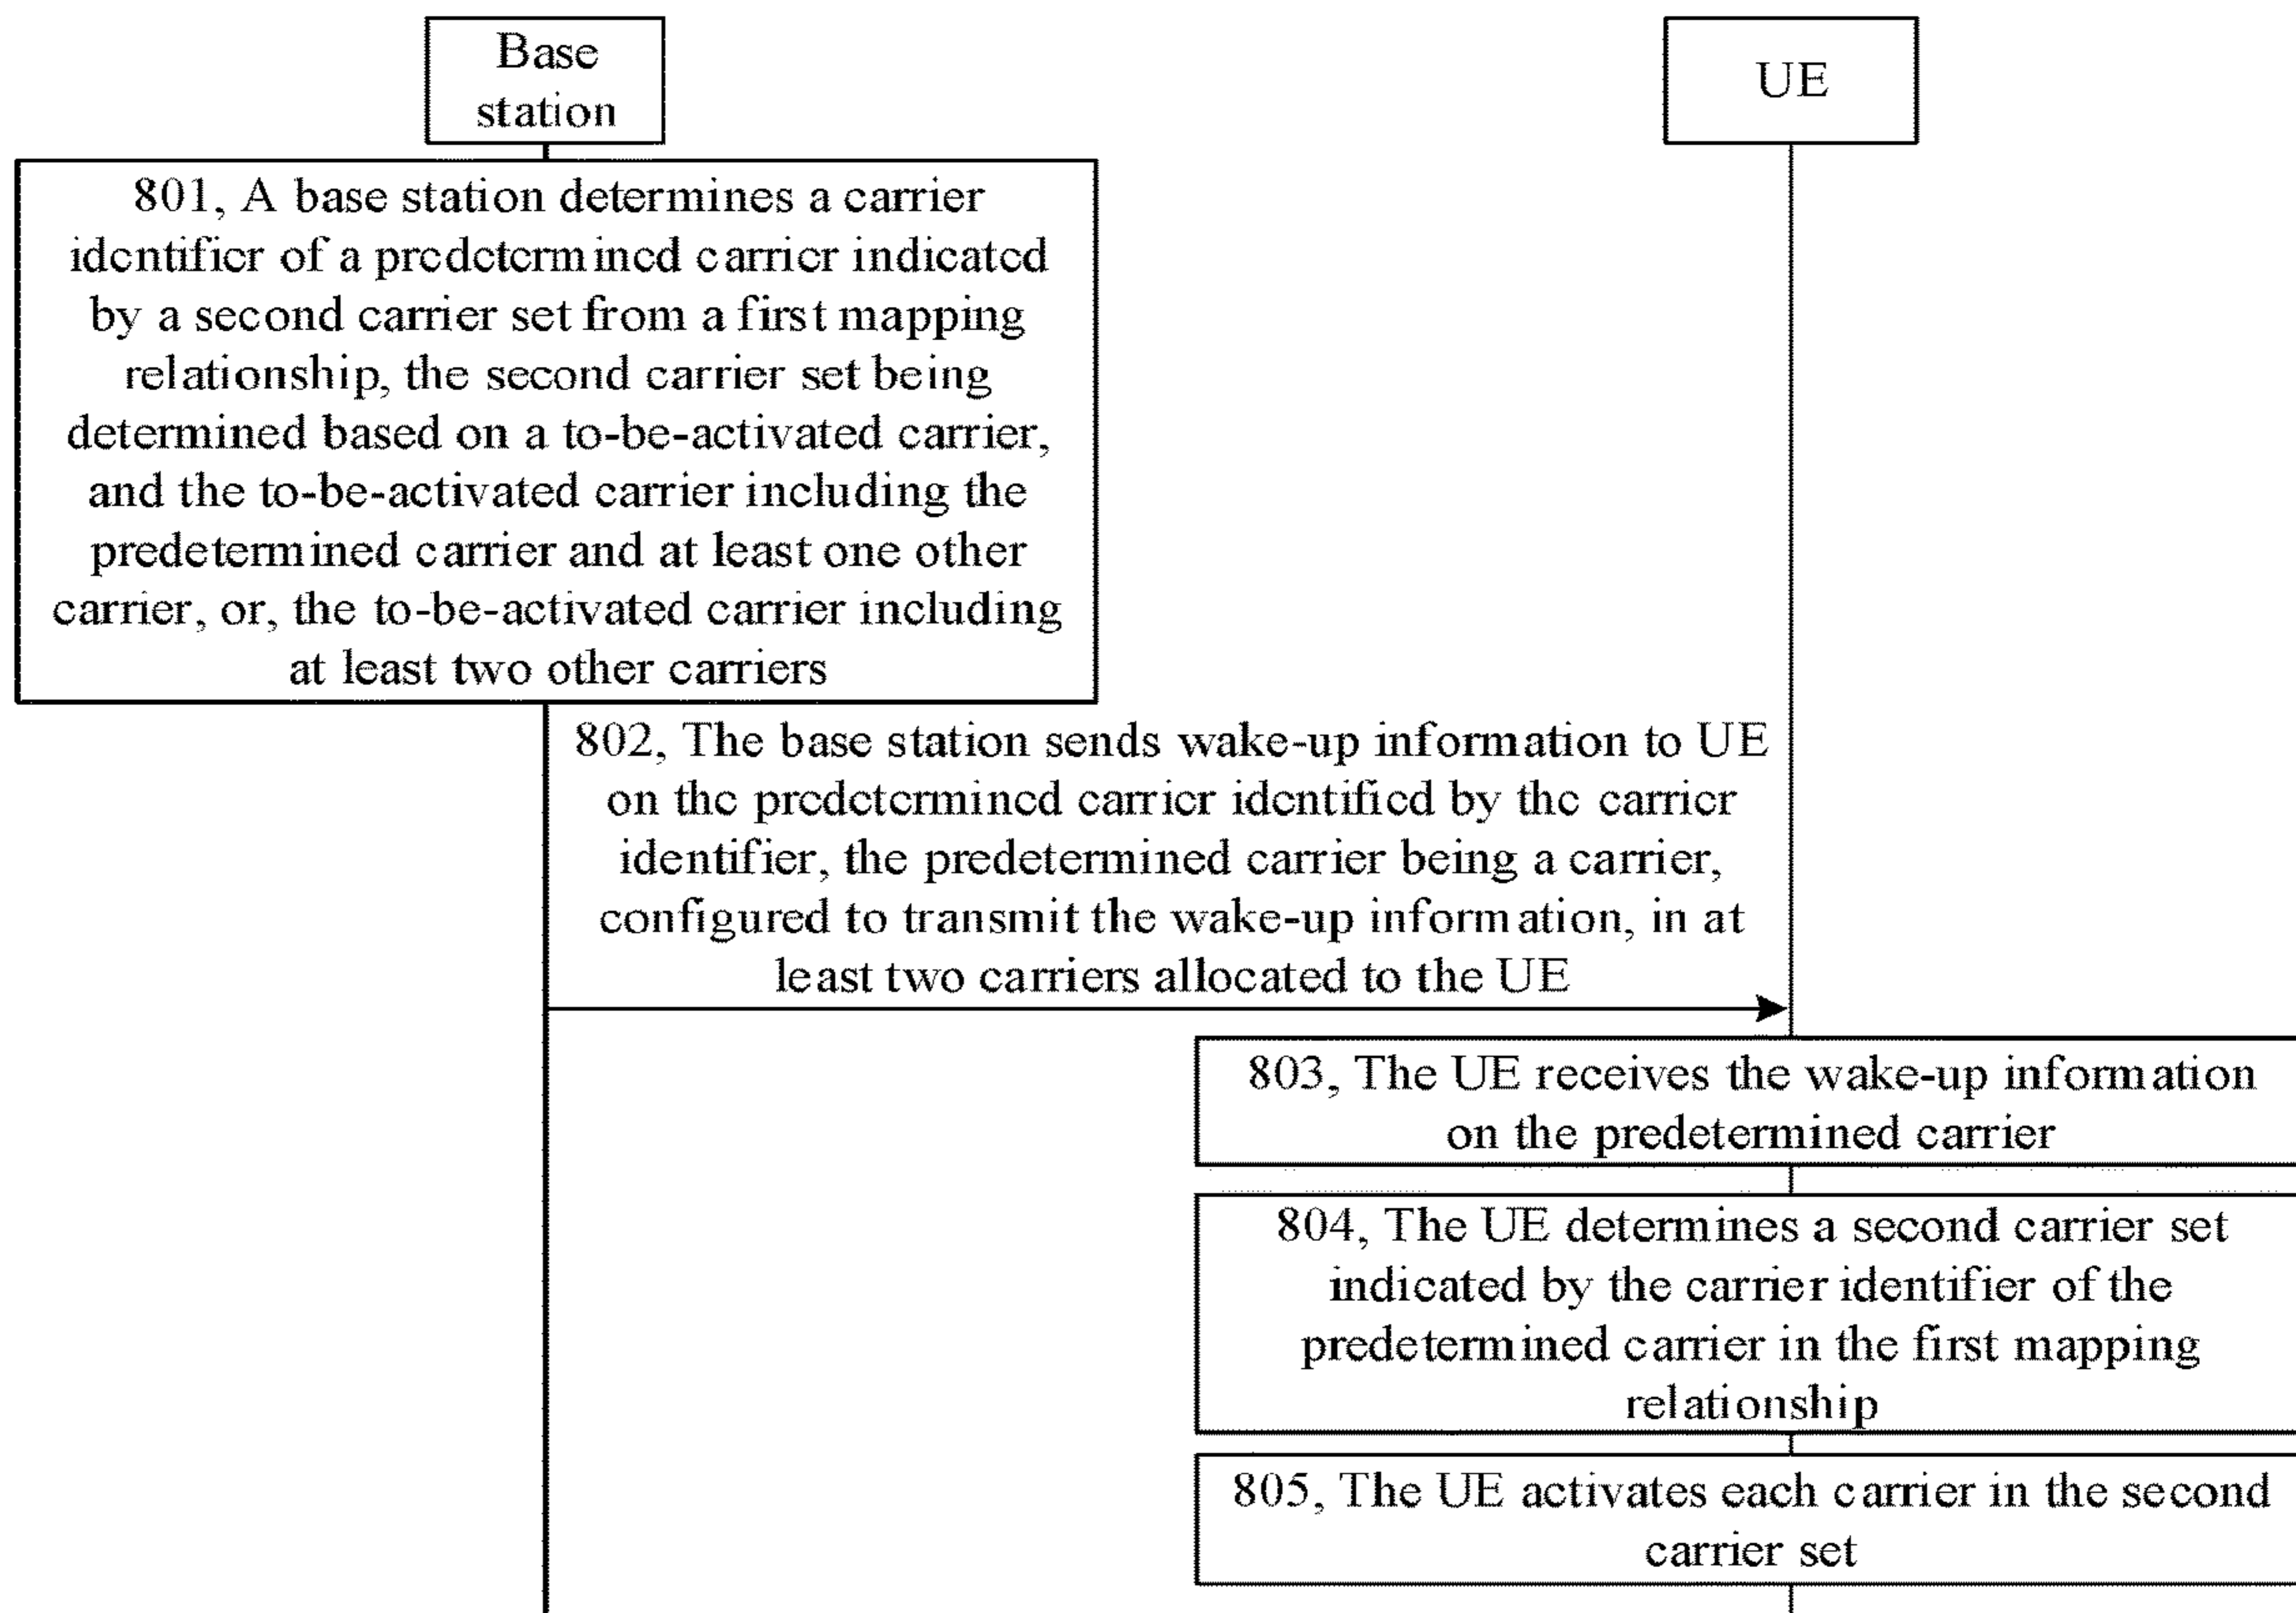 Base
station
UE
801, A base station determines a carrier
identifier of a predetermined carrier indicated
by a second carrier set from a first mapping
relationship, the second carrier set being
determined based on a to-be-activated carrier,
and the to-be-activated carrier including the
predetermined carrier and at least one other
carrier, or, the to-be-activated carrier including
at least two other carriers
802, The base station sends wake-up information to UE
on the predetermined carrier identified by the carrier
identifier, the predetermined carrier being a carrier,
configured to transmit the wake-up information, in at
least two carriers allocated to the UE
803, The UE receives the wake-up information
on the predetermined carrier
804, The UE determines a second carrier set
indicated by the carrier identifier of the
predetermined carrier in the first mapping
relationship
805, The UE activates each carrier in the second
carrier set